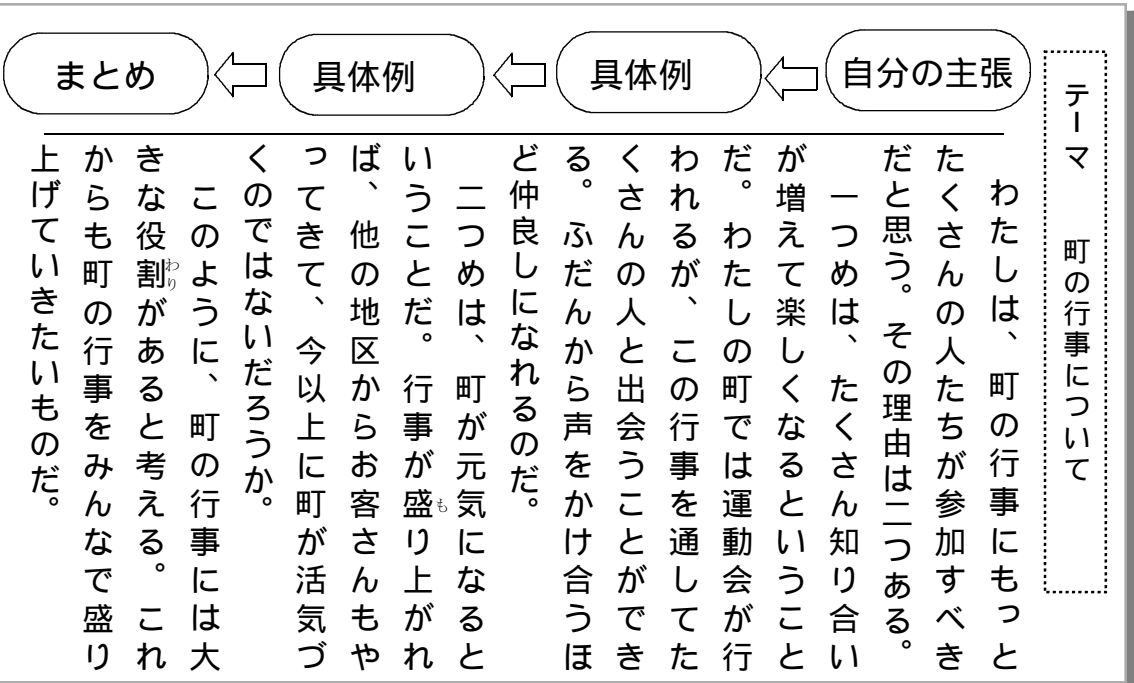 テーマ　町の行事について
自分の主張
具体例
具体例
まとめ
わたしは、町の行事にもっと
たくさんの人たちが参加すべき
だと思う。その理由は二つある。
一つめは、たくさん知り合い
が増えて楽しくなるということ
だ。わたしの町では運動会が行
われるが、この行事を通してた
くさんの人と出会うことができ
る。ふだんから声をかけ合うほ
ど仲良しになれるのだ。
二つめは、町が元気になると
いうことだ。行事が盛り上がれ
ば、他の地区からお客さんもや
ってきて、今以上に町が活気づ
くのではないだろうか。
このように、町の行事には大
きな役割があると考える。これ
からも町の行事をみんなで盛り
上げていきたいものだ。
も
わり